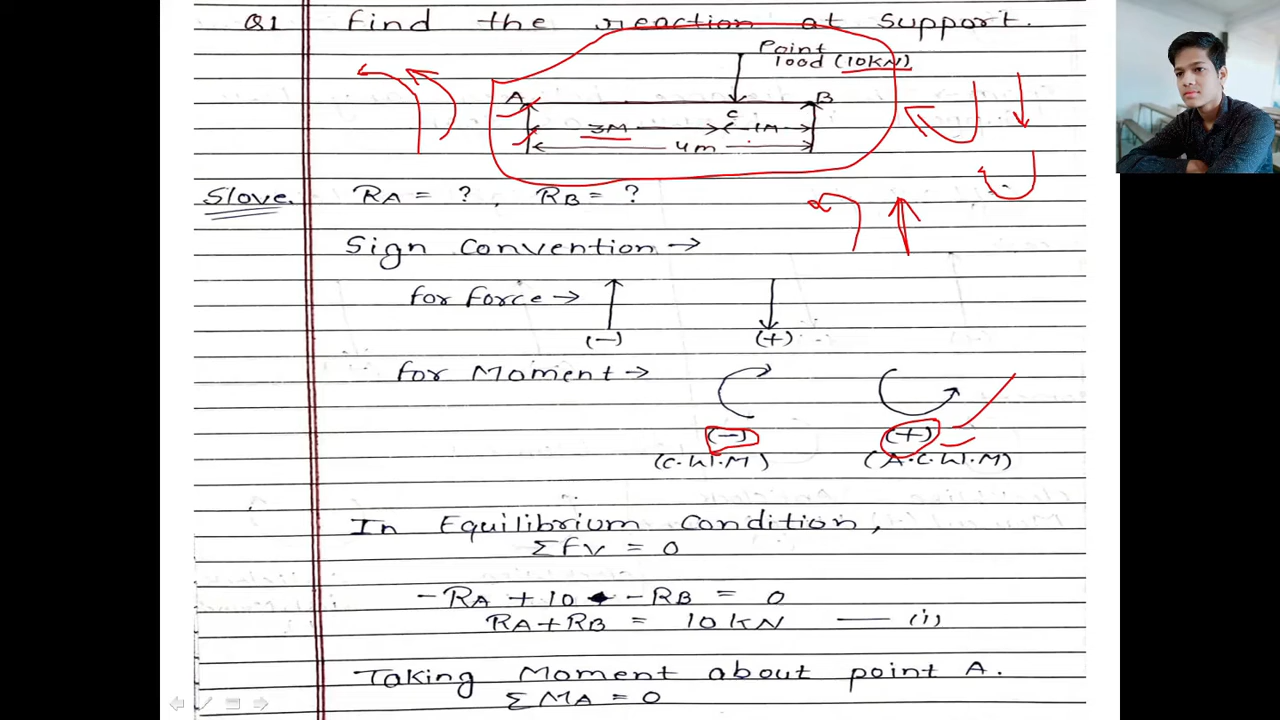 Q1 Find the reaction at support.
Point
load (10KN)
A B
C
3M 1M
4m
Slove. RA = ? , RB = ?
Sign Convention →
for force →
(-) (+)
for Moment →
(-) (+)
(C.W.M) (A.C.W.M)
In Equilibrium Condition,
ΣFV = 0
-RA + 10 -RB = 0
RA+RB = 10 KN — (i)
Taking Moment about point A.
ΣMA = 0